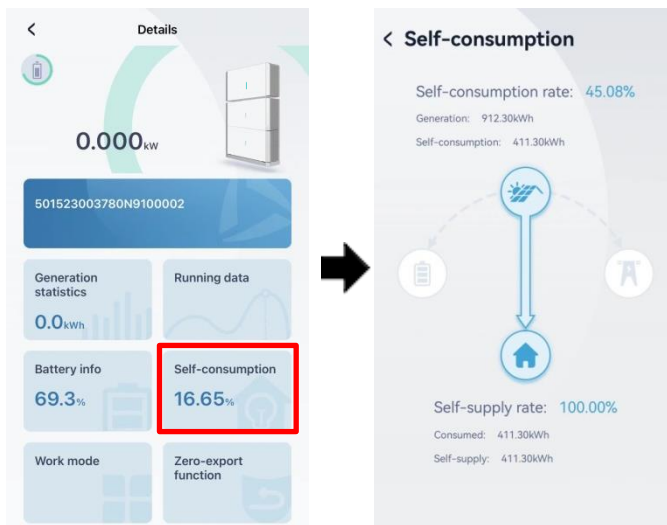 Details
0.000kW
501523003780N9100002
Generation
statistics
0.0kWh
Running data
Battery info
69.3%
Self-consumption
16.65%
Work mode
Zero-export
function
Self-consumption
Self-consumption rate: 45.08%
Generation: 912.30kWh
Self-consumption: 411.30kWh
Self-supply rate: 100.00%
Consumed: 411.30kWh
Self-supply: 411.30kWh